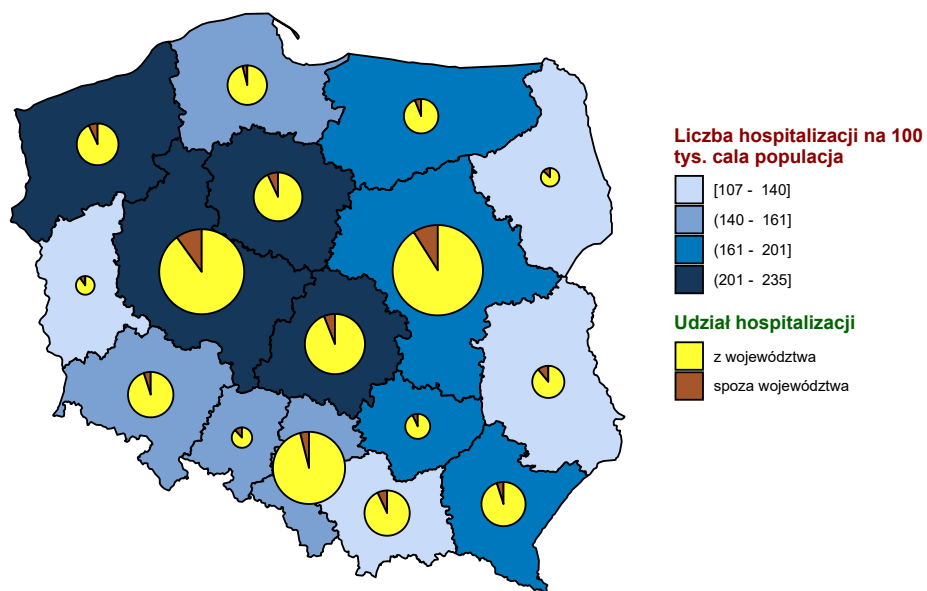 Liczba hospitalizacji na 100
tys. cala populacja
[107 - 140]
(140 - 161]
(161 - 201]
(201 - 235]
Udział hospitalizacji
z województwa
spoza województwa